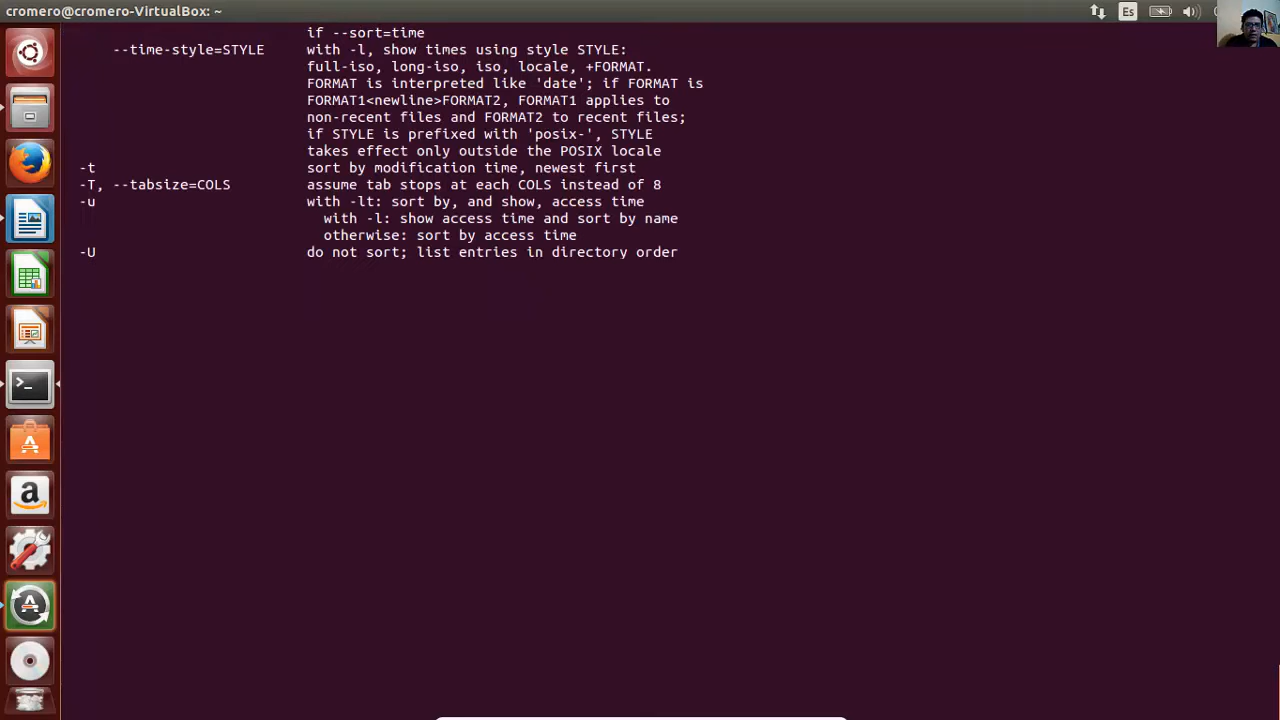 cromero@cromero-VirtualBox: ~
Es
if --sort=time
--time-style=STYLE with -l, show times using style STYLE:
full-iso, long-iso, iso, locale, +FORMAT.
FORMAT is interpreted like 'date'; if FORMAT is
FORMAT1<newline>FORMAT2, FORMAT1 applies to
non-recent files and FORMAT2 to recent files;
if STYLE is prefixed with 'posix-', STYLE
takes effect only outside the POSIX locale
-t sort by modification time, newest first
-T, --tabsize=COLS assume tab stops at each COLS instead of 8
-u with -lt: sort by, and show, access time
with -l: show access time and sort by name
otherwise: sort by access time
-U do not sort; list entries in directory order